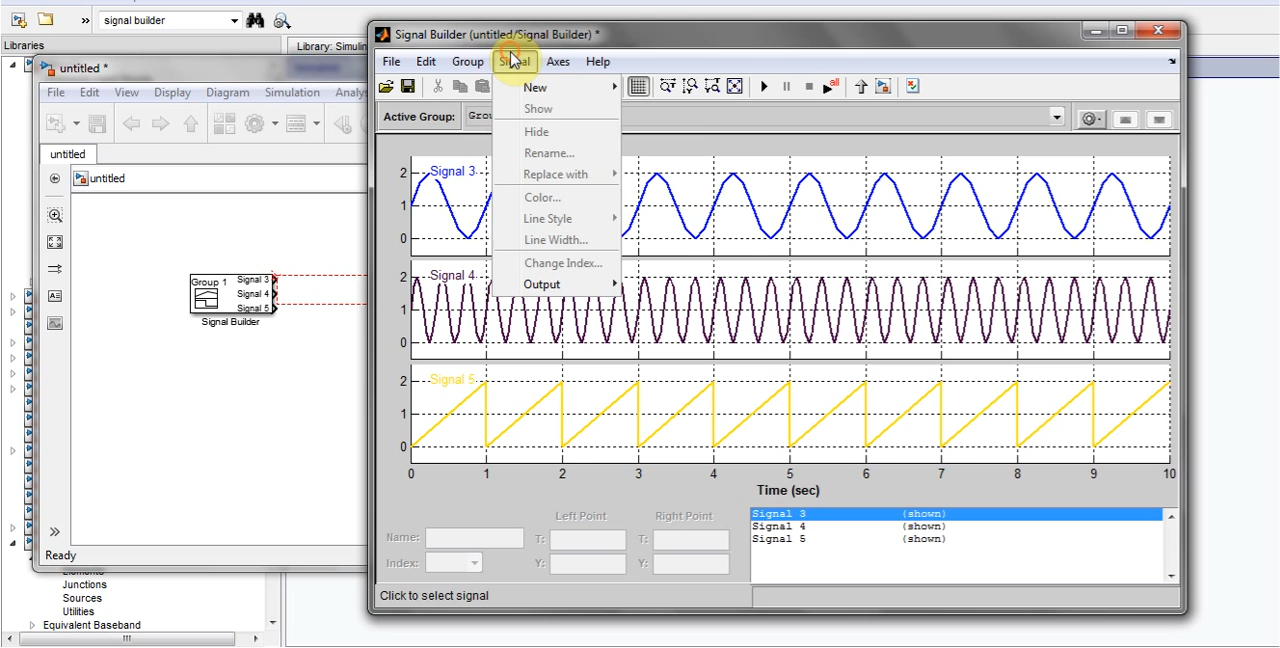 signal builder
Libraries
Library: Simulin
untitled *
File Edit View Display Diagram Simulation Analys
untitled
untitled
Group 1
Signal 3
Signal 4
Signal 5
Signal Builder
Ready
Junctions
Sources
Utilities
Equivalent Baseband
Signal Builder (untitled/Signal Builder) *
File Edit Group Signal Axes Help
Active Group:
New
Show
Hide
Rename...
Replace with
Color...
Line Style
Line Width...
Change Index...
Output
all
2 Signal 3
1
0
2 Signal 4
1
0
2 Signal 5
1
0
0 1 2 3 4 5 6 7 8 9 10
Time (sec)
Left Point Right Point
Name: T: T:
Index: Y: Y:
Signal 3 (shown)
Signal 4 (shown)
Signal 5 (shown)
Click to select signal